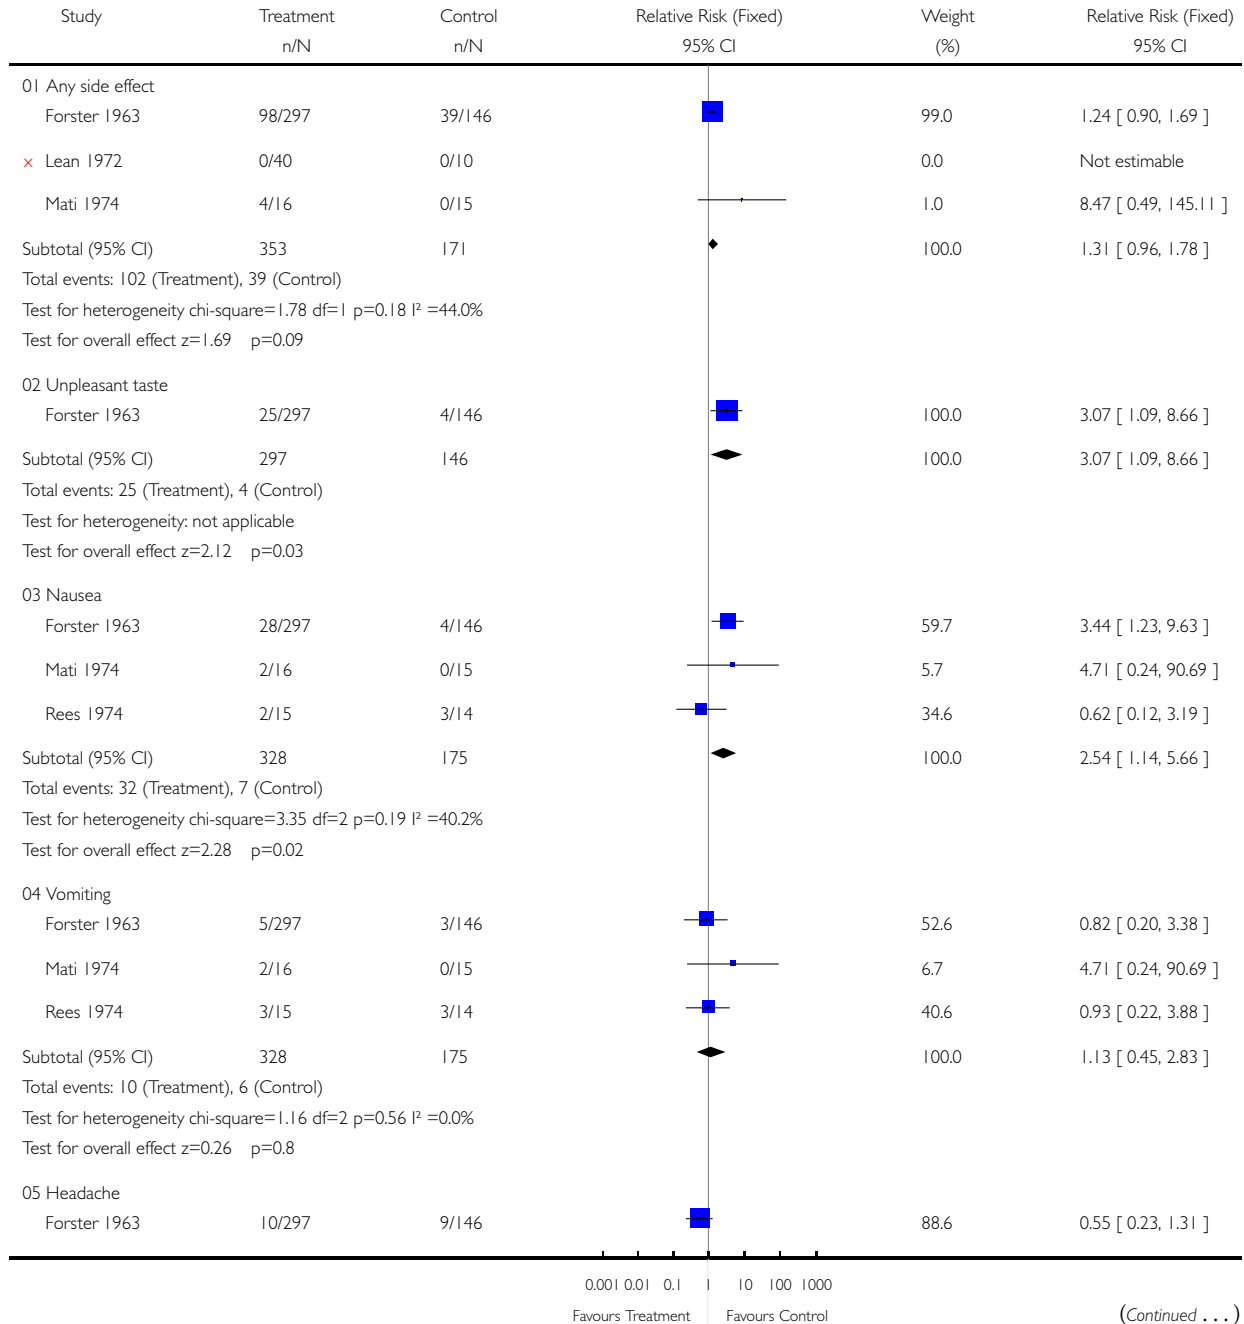 Study Treatment Control Relative Risk (Fixed) Weight Relative Risk (Fixed)
n/N n/N 95% CI (%) 95% CI
01 Any side effect
Forster 1963 98/297 39/146 99.0 1.24 [ 0.90, 1.69 ]
× Lean 1972 0/40 0/10 0.0 Not estimable
Mati 1974 4/16 0/15 1.0 8.47 [ 0.49, 145.11 ]
Subtotal (95% CI) 353 171 100.0 1.31 [ 0.96, 1.78 ]
Total events: 102 (Treatment), 39 (Control)
Test for heterogeneity chi-square=1.78 df=1 p=0.18 I² =44.0%
Test for overall effect z=1.69 p=0.09
02 Unpleasant taste
Forster 1963 25/297 4/146 100.0 3.07 [ 1.09, 8.66 ]
Subtotal (95% CI) 297 146 100.0 3.07 [ 1.09, 8.66 ]
Total events: 25 (Treatment), 4 (Control)
Test for heterogeneity: not applicable
Test for overall effect z=2.12 p=0.03
03 Nausea
Forster 1963 28/297 4/146 59.7 3.44 [ 1.23, 9.63 ]
Mati 1974 2/16 0/15 5.7 4.71 [ 0.24, 90.69 ]
Rees 1974 2/15 3/14 34.6 0.62 [ 0.12, 3.19 ]
Subtotal (95% CI) 328 175 100.0 2.54 [ 1.14, 5.66 ]
Total events: 32 (Treatment), 7 (Control)
Test for heterogeneity chi-square=3.35 df=2 p=0.19 I² =40.2%
Test for overall effect z=2.28 p=0.02
04 Vomiting
Forster 1963 5/297 3/146 52.6 0.82 [ 0.20, 3.38 ]
Mati 1974 2/16 0/15 6.7 4.71 [ 0.24, 90.69 ]
Rees 1974 3/15 3/14 40.6 0.93 [ 0.22, 3.88 ]
Subtotal (95% CI) 328 175 100.0 1.13 [ 0.45, 2.83 ]
Total events: 10 (Treatment), 6 (Control)
Test for heterogeneity chi-square=1.16 df=2 p=0.56 I² =0.0%
Test for overall effect z=0.26 p=0.8
05 Headache
Forster 1963 10/297 9/146 88.6 0.55 [ 0.23, 1.31 ]
0.001 0.01 0.1 1 10 100 1000
Favours Treatment Favours Control (Continued . . . )